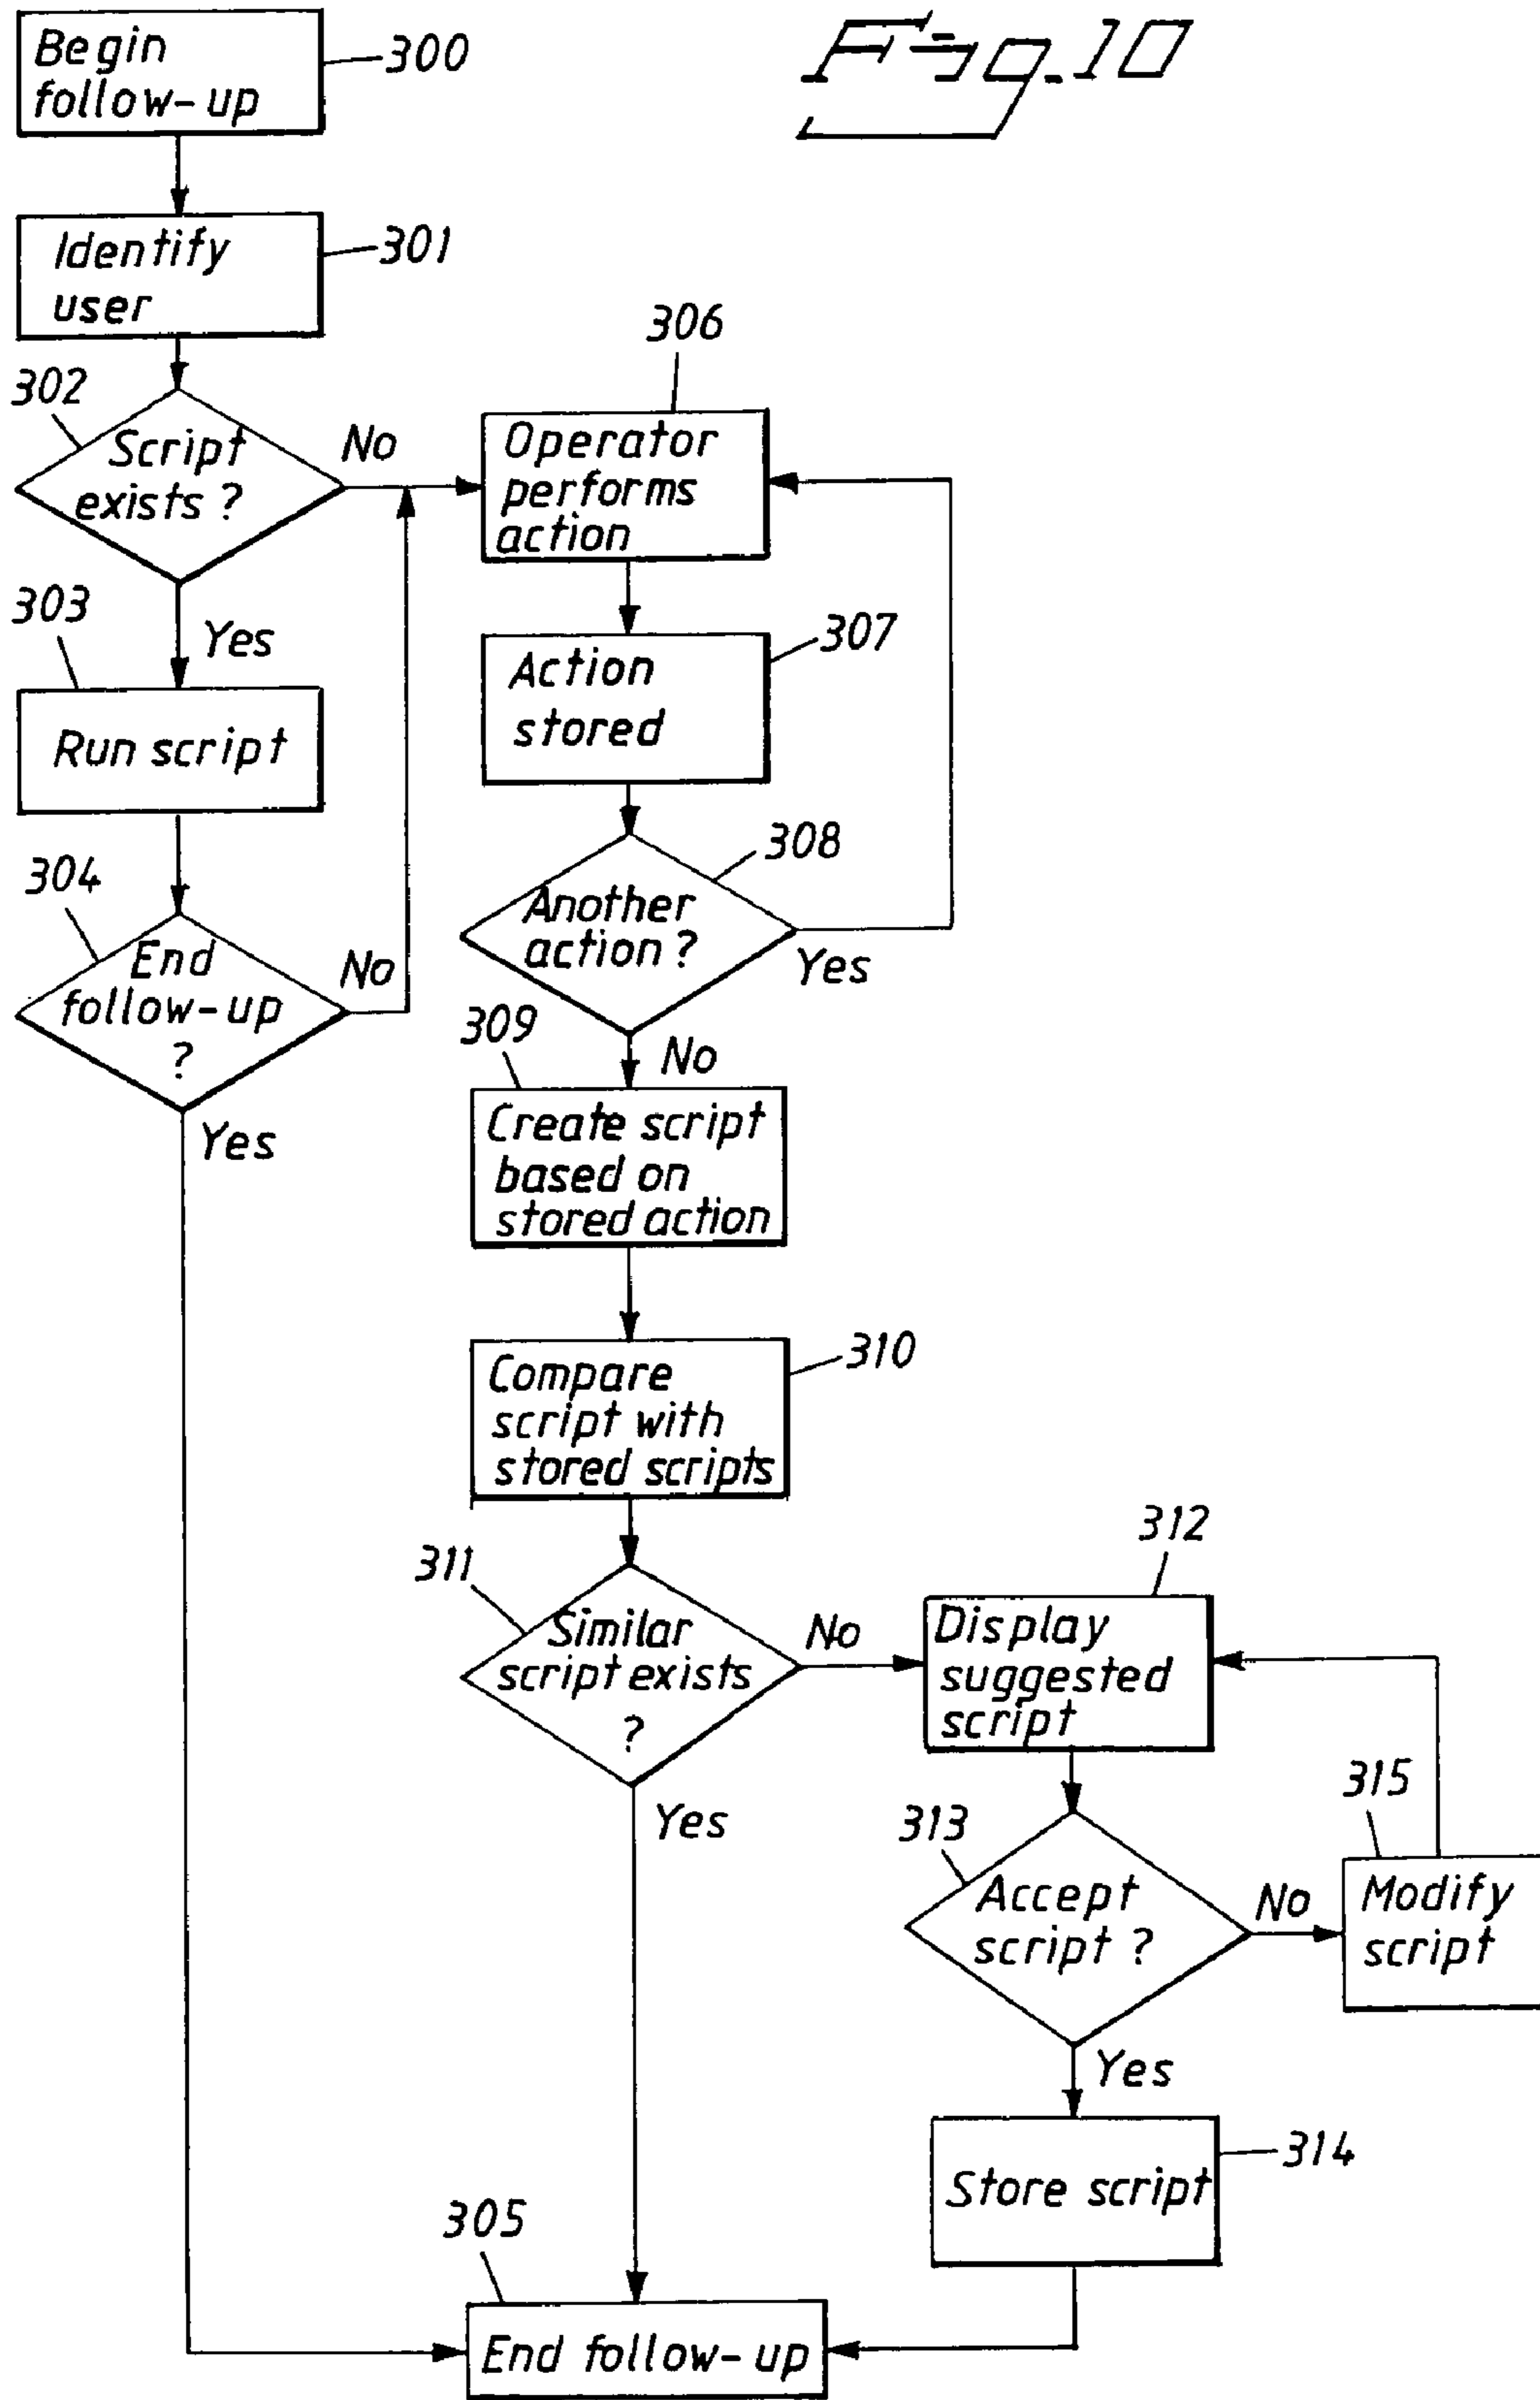 Fig. 10
Begin
follow-up
300
Identify
user
301
302
Script
exists ?
No
Yes
303
Run script
304
End
follow-up
?
No
Yes
306
Operator
performs
action
307
Action
stored
308
Another
action ?
Yes
No
309
Create script
based on
stored action
310
Compare
script with
stored scripts
311
Similar
script exists
?
No
Yes
312
Display
suggested
script
313
Accept
script ?
No
Yes
315
Modify
script
314
Store script
305
End follow-up